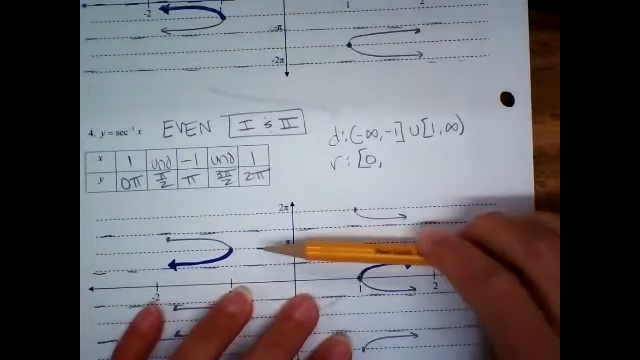 -2 1 2
-π
-2π
4. y = sec⁻¹ x EVEN I & II
d: (-∞, -1] ∪ [1, ∞)
r: [0,
x 1 und -1 und 1
y 0π π/2 π 3π/2 2π
2π
-2 1 2